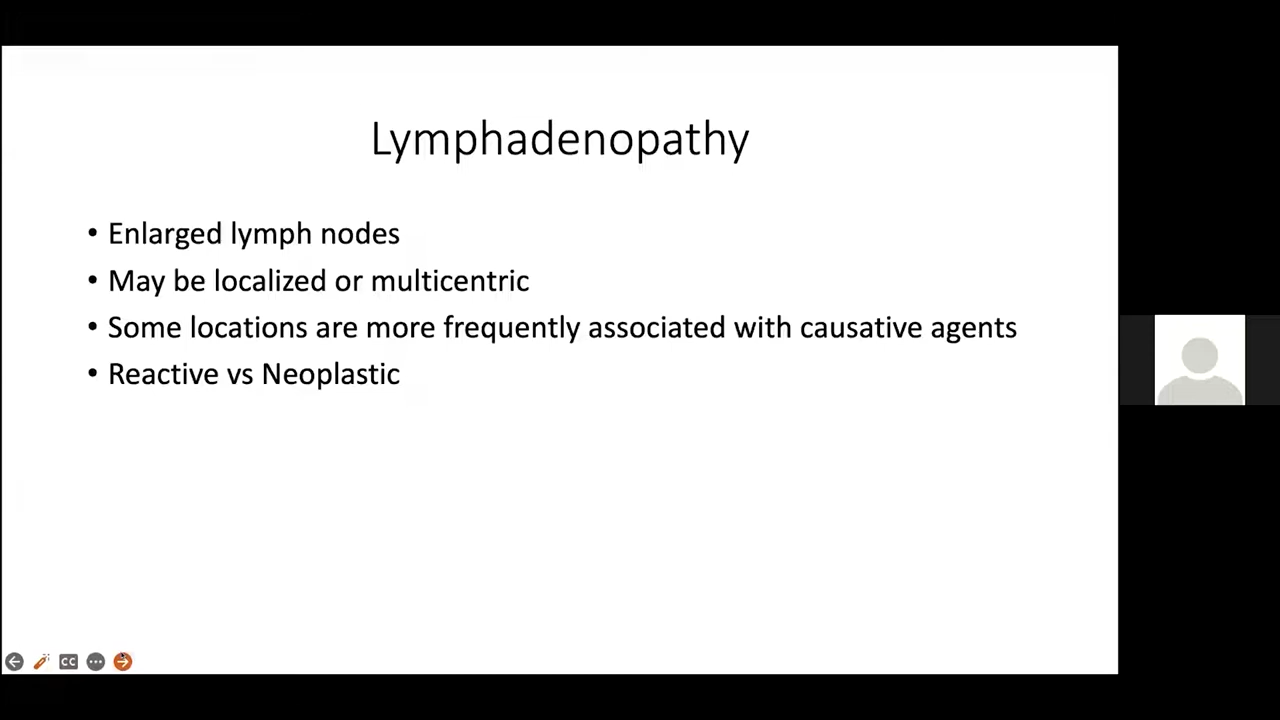 Lymphadenopathy
• Enlarged lymph nodes
• May be localized or multicentric
• Some locations are more frequently associated with causative agents
• Reactive vs Neoplastic
CC